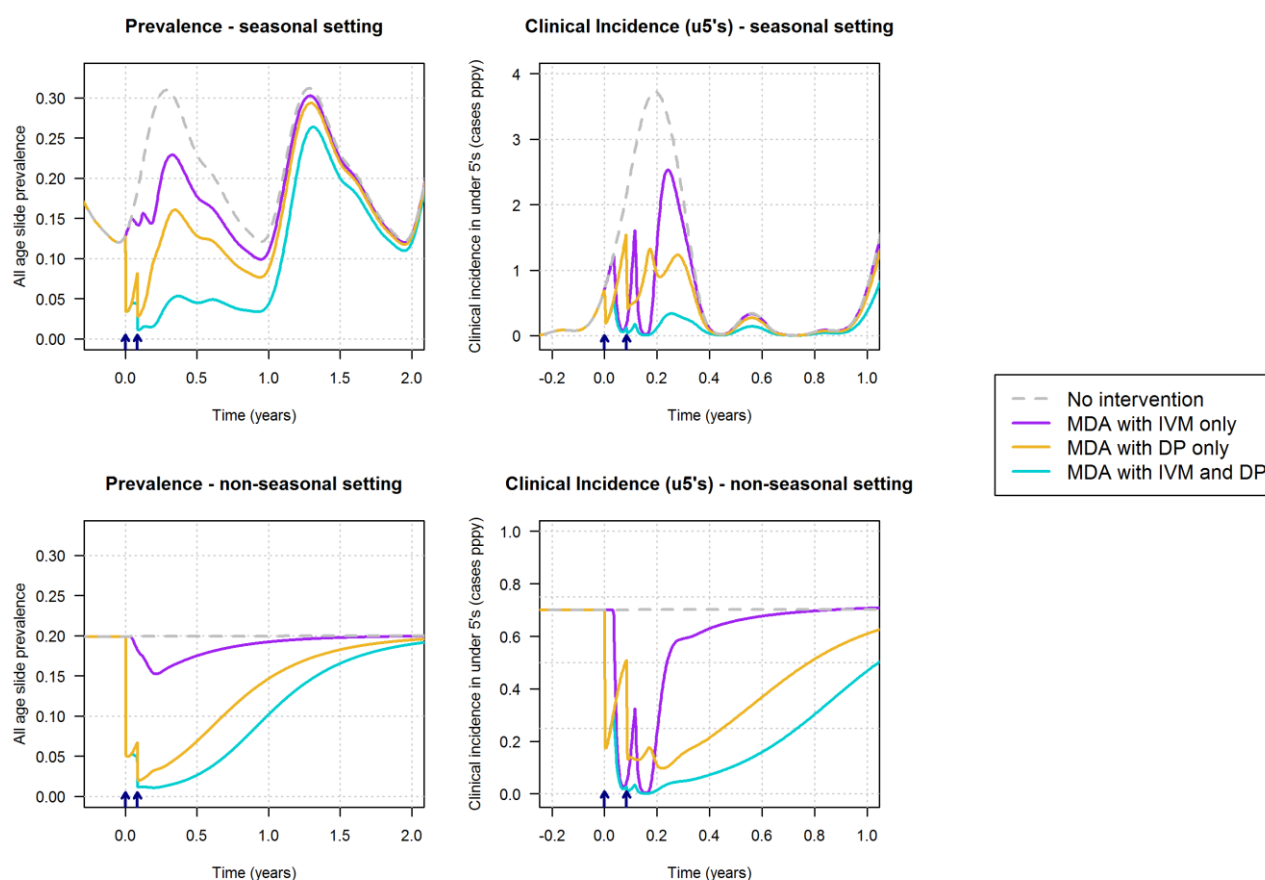 Prevalence - seasonal setting
All age slide prevalence
0.30
0.25
0.20
0.15
0.10
0.05
0.00
0.0 0.5 1.0 1.5 2.0
Time (years)
Clinical Incidence (u5's) - seasonal setting
Clinical incidence in under 5's (cases pppy)
4
3
2
1
0
-0.2 0.0 0.2 0.4 0.6 0.8 1.0
Time (years)
No intervention
MDA with IVM only
MDA with DP only
MDA with IVM and DP
Prevalence - non-seasonal setting
All age slide prevalence
0.30
0.25
0.20
0.15
0.10
0.05
0.00
0.0 0.5 1.0 1.5 2.0
Time (years)
Clinical Incidence (u5's) - non-seasonal setting
Clinical incidence in under 5's (cases pppy)
1.0
0.8
0.6
0.4
0.2
0.0
-0.2 0.0 0.2 0.4 0.6 0.8 1.0
Time (years)